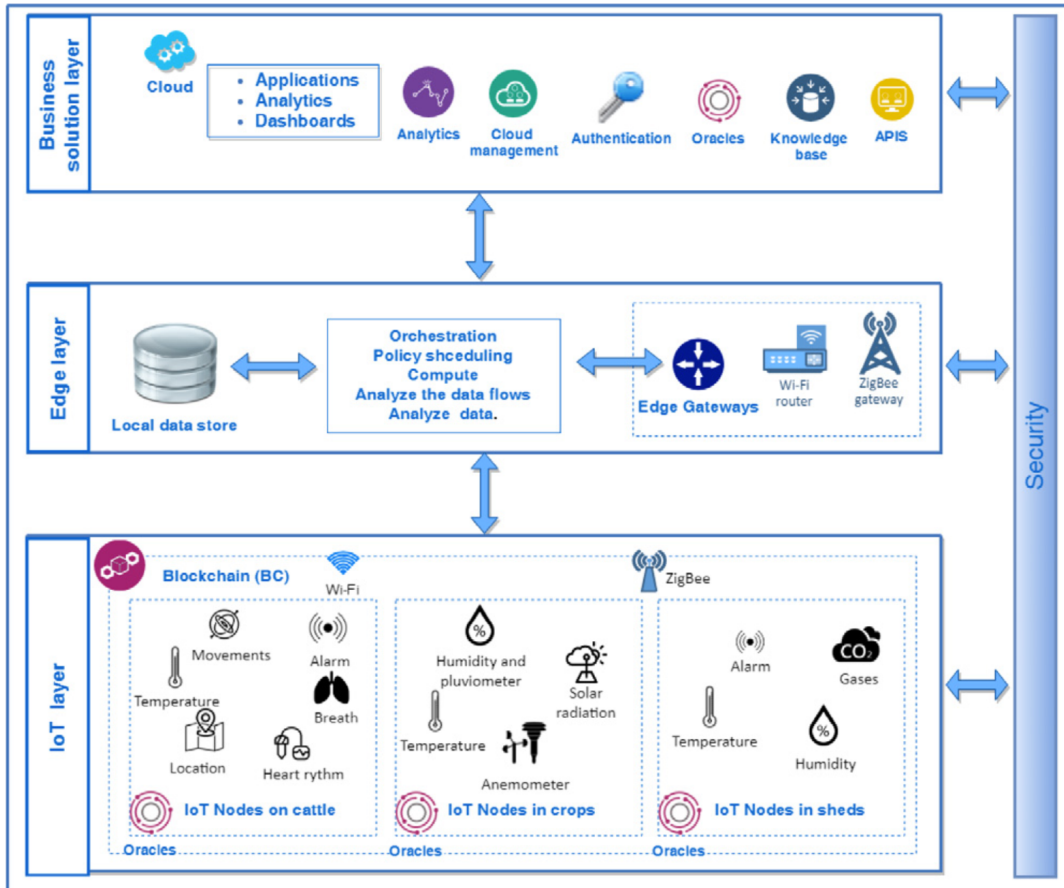 Business
solution layer
Cloud
• Applications
• Analytics
• Dashboards
Analytics
Cloud
management
Authentication
Oracles
Knowledge
base
APIS
Edge layer
Local data store
Orchestration
Policy shceduling
Compute
Analyze the data flows
Analyze data.
Edge Gateways
Wi-Fi
router
ZigBee
gateway
Security
IoT layer
Blockchain (BC)
Wi-Fi
ZigBee
Movements
Alarm
Temperature
Breath
Location
Heart rythm
IoT Nodes on cattle
Oracles
%
Humidity and
pluviometer
Solar
radiation
Temperature
Anemometer
IoT Nodes in crops
Oracles
Alarm
CO2
Gases
Temperature
%
Humidity
IoT Nodes in sheds
Oracles